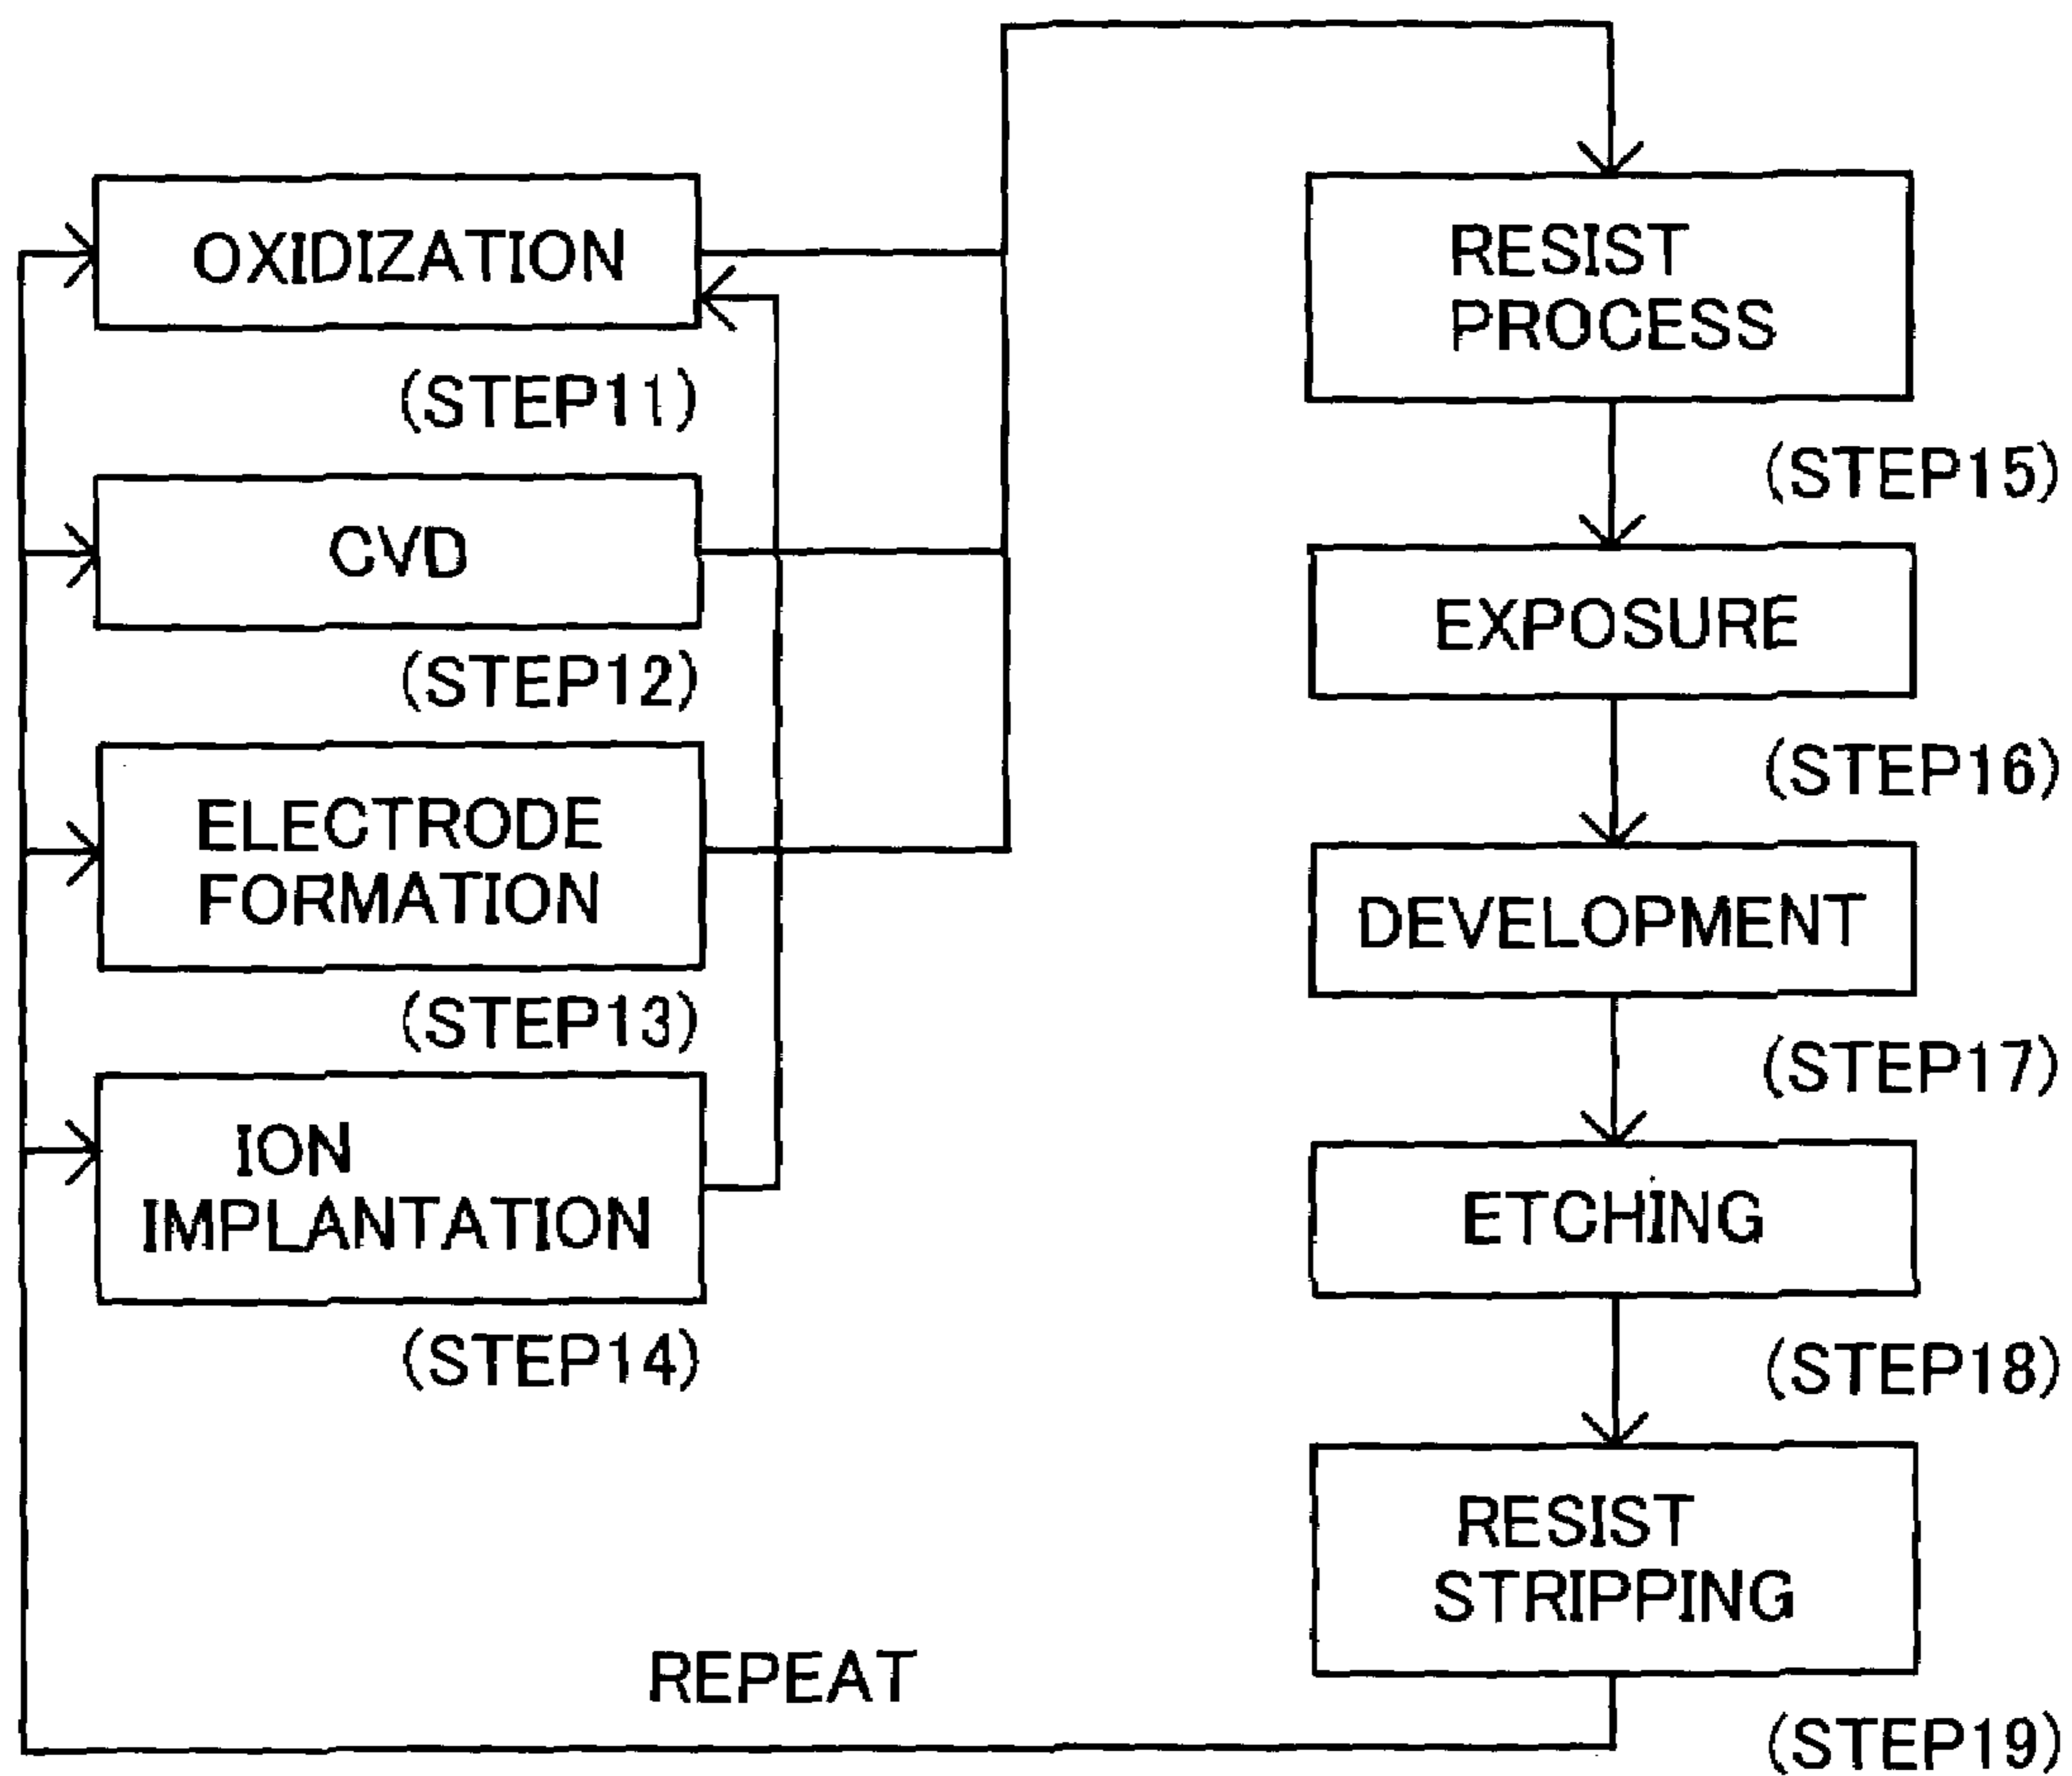 OXIDIZATION
(STEP11)
CVD
(STEP12)
ELECTRODE
FORMATION
(STEP13)
ION
IMPLANTATION
(STEP14)
RESIST
PROCESS
(STEP15)
EXPOSURE
(STEP16)
DEVELOPMENT
(STEP17)
ETCHING
(STEP18)
RESIST
STRIPPING
(STEP19)
REPEAT